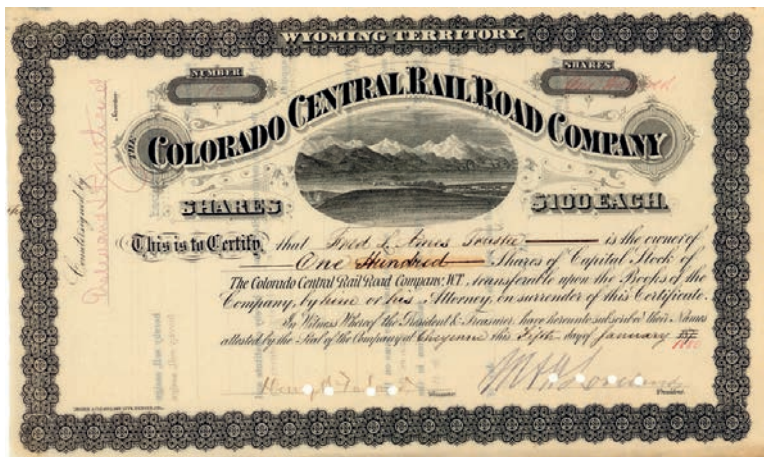 WYOMING TERRITORY.
NUMBER
SHARES
THE COLORADO CENTRAL RAIL ROAD COMPANY
SHARES $100 EACH.
Countersigned by
This is to Certify that Fred L. Ames Trustee is the owner of
One Hundred Shares of Capital Stock of
The Colorado Central Rail Road Company, W.T. transferable upon the Books of the
Company, by him or his Attorney, on surrender of this Certificate.
In Witness Whereof the President & Treasurer have hereunto subscribed their Names
attested by the Seal of the Company at Cheyenne this Fifth day of January
President.